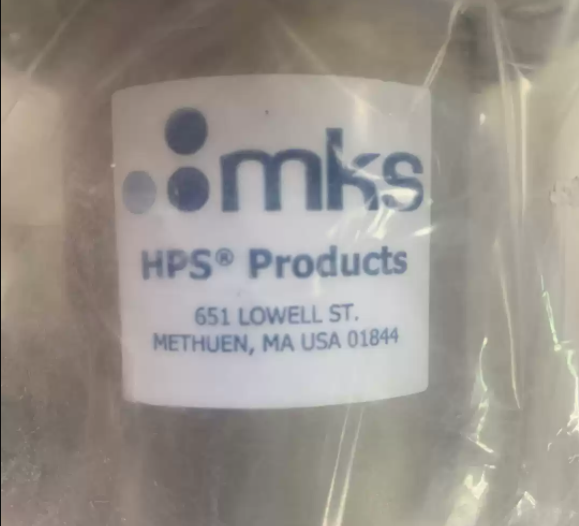 mks
HPS® Products
651 LOWELL ST.
METHUEN, MA USA 01844